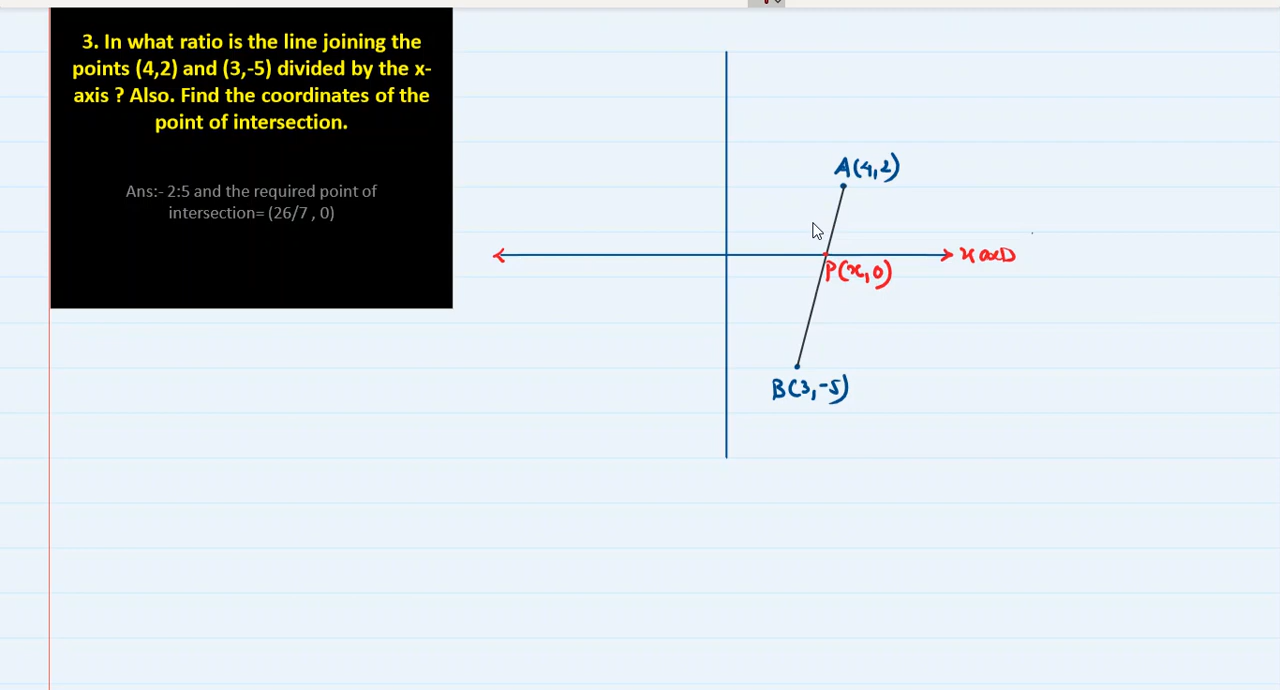 3. In what ratio is the line joining the
points (4,2) and (3,-5) divided by the x-
axis ? Also. Find the coordinates of the
point of intersection.
Ans:- 2:5 and the required point of
intersection= (26/7 , 0)
A(4,2)
P(x,0)
B(3,-5)